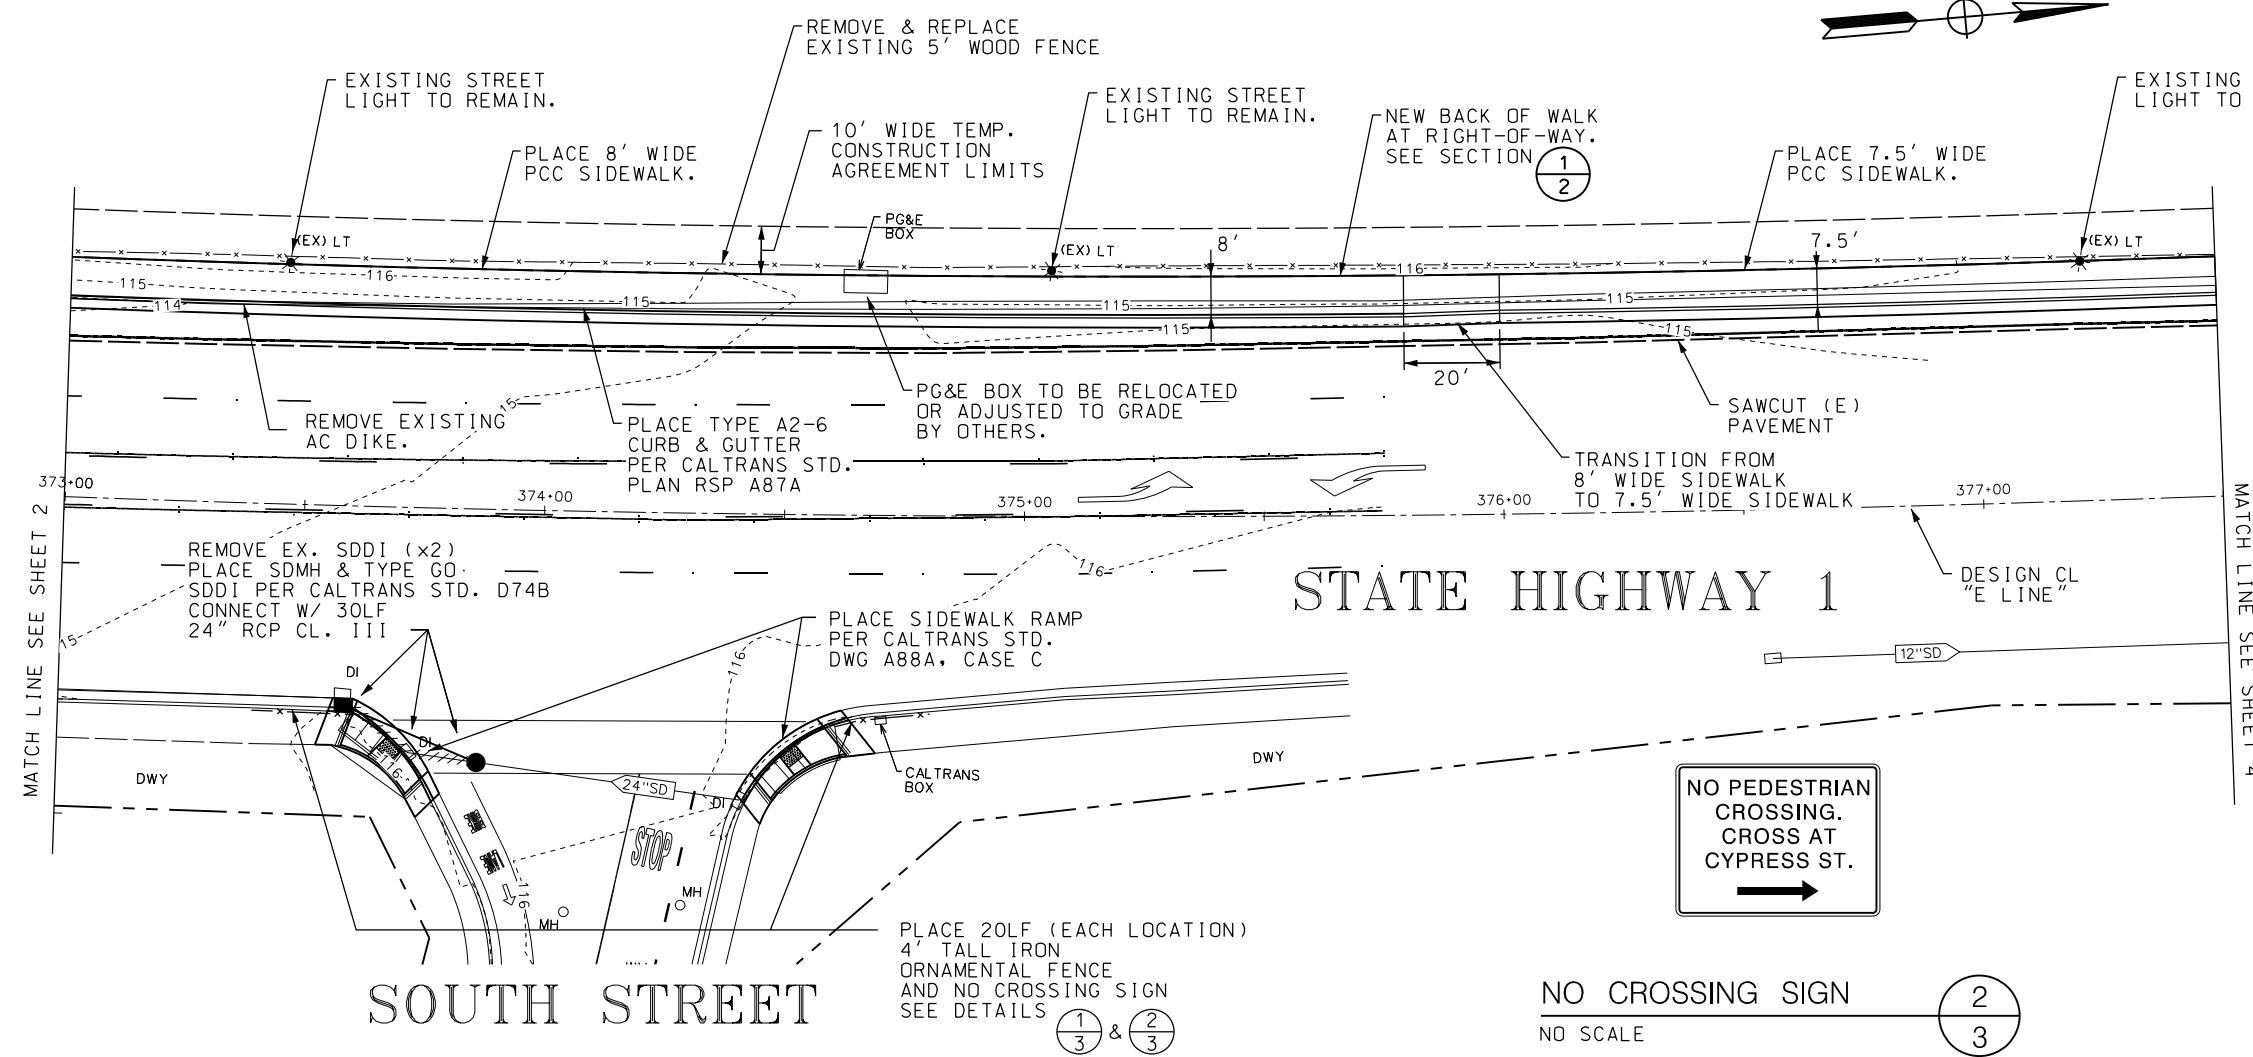 REMOVE & REPLACE
EXISTING 5' WOOD FENCE
EXISTING STREET
LIGHT TO REMAIN.
EXISTING STREET
LIGHT TO REMAIN.
EXISTING
LIGHT TO
10' WIDE TEMP.
CONSTRUCTION
AGREEMENT LIMITS
NEW BACK OF WALK
AT RIGHT-OF-WAY.
SEE SECTION
1
2
PLACE 8' WIDE
PCC SIDEWALK.
PLACE 7.5' WIDE
PCC SIDEWALK.
PG&E
BOX
(EX) LT
(EX) LT
(EX) LT
8'
7.5'
116
116
115
115
115
115
114
115
115
20'
REMOVE EXISTING
AC DIKE.
15
PLACE TYPE A2-6
CURB & GUTTER
PER CALTRANS STD.
PLAN RSP A87A
PG&E BOX TO BE RELOCATED
OR ADJUSTED TO GRADE
BY OTHERS.
SAWCUT (E)
PAVEMENT
TRANSITION FROM
8' WIDE SIDEWALK
TO 7.5' WIDE SIDEWALK
373+00
374+00
375+00
376+00
377+00
MATCH LINE SEE SHEET 2
MATCH LINE SEE SHEET 4
REMOVE EX. SDDI (x2)
PLACE SDMH & TYPE GO
SDDI PER CALTRANS STD. D74B
CONNECT W/ 30LF
24" RCP CL. III
15
116
DESIGN CL
"E LINE"
STATE HIGHWAY 1
PLACE SIDEWALK RAMP
PER CALTRANS STD.
DWG A88A, CASE C
116
12"SD
DI
DI
DI
116
24"SD
DWY
DWY
CALTRANS
BOX
STOP
MH
MH
116
NO PEDESTRIAN
CROSSING.
CROSS AT
CYPRESS ST.
PLACE 20LF (EACH LOCATION)
4' TALL IRON
ORNAMENTAL FENCE
AND NO CROSSING SIGN
SEE DETAILS
1
3
&
2
3
SOUTH STREET
NO CROSSING SIGN
NO SCALE
2
3